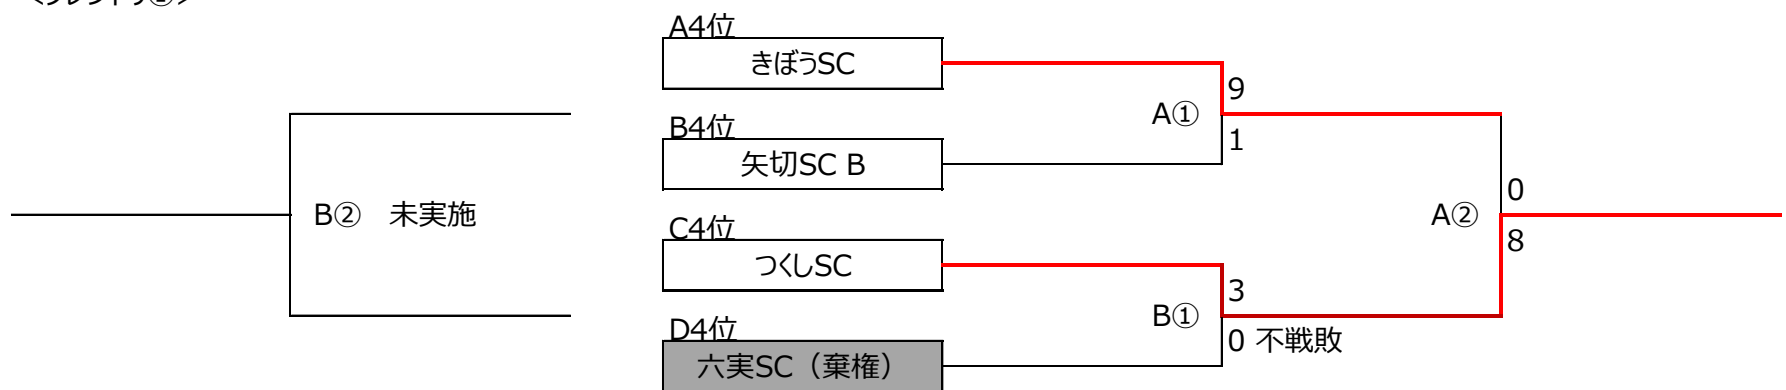 A4位
きぼうSC
9
A①
1
B4位
矢切SC B
0
B② 未実施
A②
8
C4位
つくしSC
3
B①
0 不戦敗
D4位
六実SC（棄権）